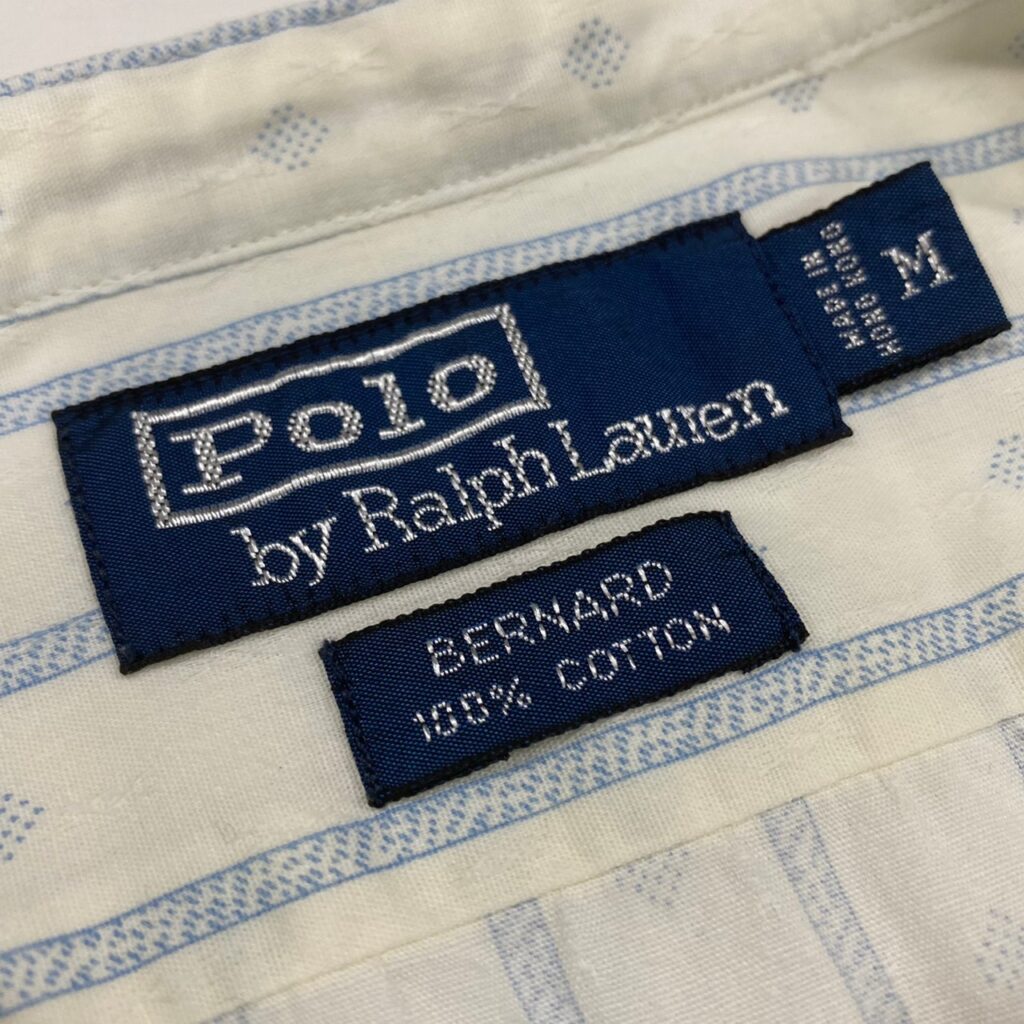 Polo
by Ralph Lauren
MADE IN
HONG KONG
M
BERNARD
100% COTTON